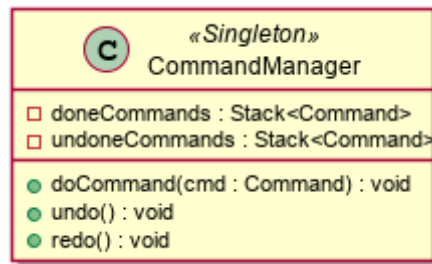 «Singleton»
C CommandManager
doneCommands : Stack<Command>
undoneCommands : Stack<Command>
doCommand(cmd : Command) : void
undo() : void
redo() : void